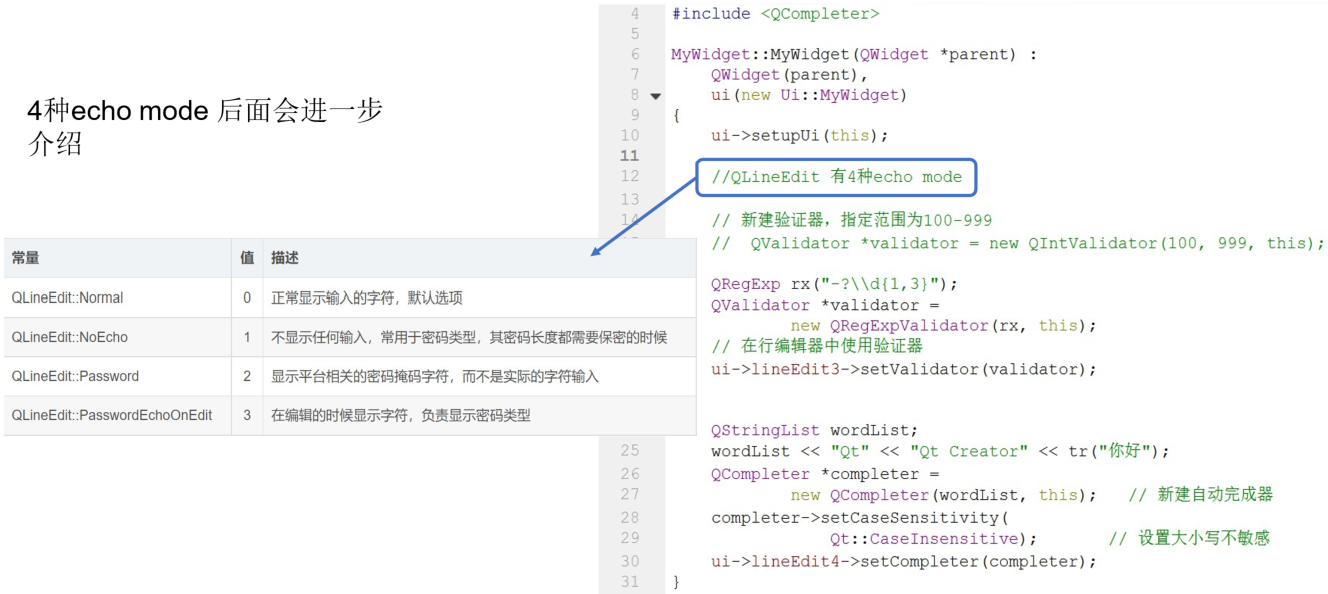 4种echo mode 后面会进一步
介绍
常量 值 描述
QLineEdit::Normal 0 正常显示输入的字符，默认选项
QLineEdit::NoEcho 1 不显示任何输入，常用于密码类型，其密码长度都需要保密的时候
QLineEdit::Password 2 显示平台相关的密码掩码字符，而不是实际的字符输入
QLineEdit::PasswordEchoOnEdit 3 在编辑的时候显示字符，负责显示密码类型
4 #include <QCompleter>
5
6 MyWidget::MyWidget(QWidget *parent) :
7 QWidget(parent),
8 ui(new Ui::MyWidget)
9 {
10 ui->setupUi(this);
11
12 //QLineEdit 有4种echo mode
13
14 // 新建验证器，指定范围为100-999
// QValidator *validator = new QIntValidator(100, 999, this);
QRegExp rx("-?\\d{1,3}");
QValidator *validator =
new QRegExpValidator(rx, this);
// 在行编辑器中使用验证器
ui->lineEdit3->setValidator(validator);
QStringList wordList;
25 wordList << "Qt" << "Qt Creator" << tr("你好");
26 QCompleter *completer =
27 new QCompleter(wordList, this); // 新建自动完成器
28 completer->setCaseSensitivity(
29 Qt::CaseInsensitive); // 设置大小写不敏感
30 ui->lineEdit4->setCompleter(completer);
31 }